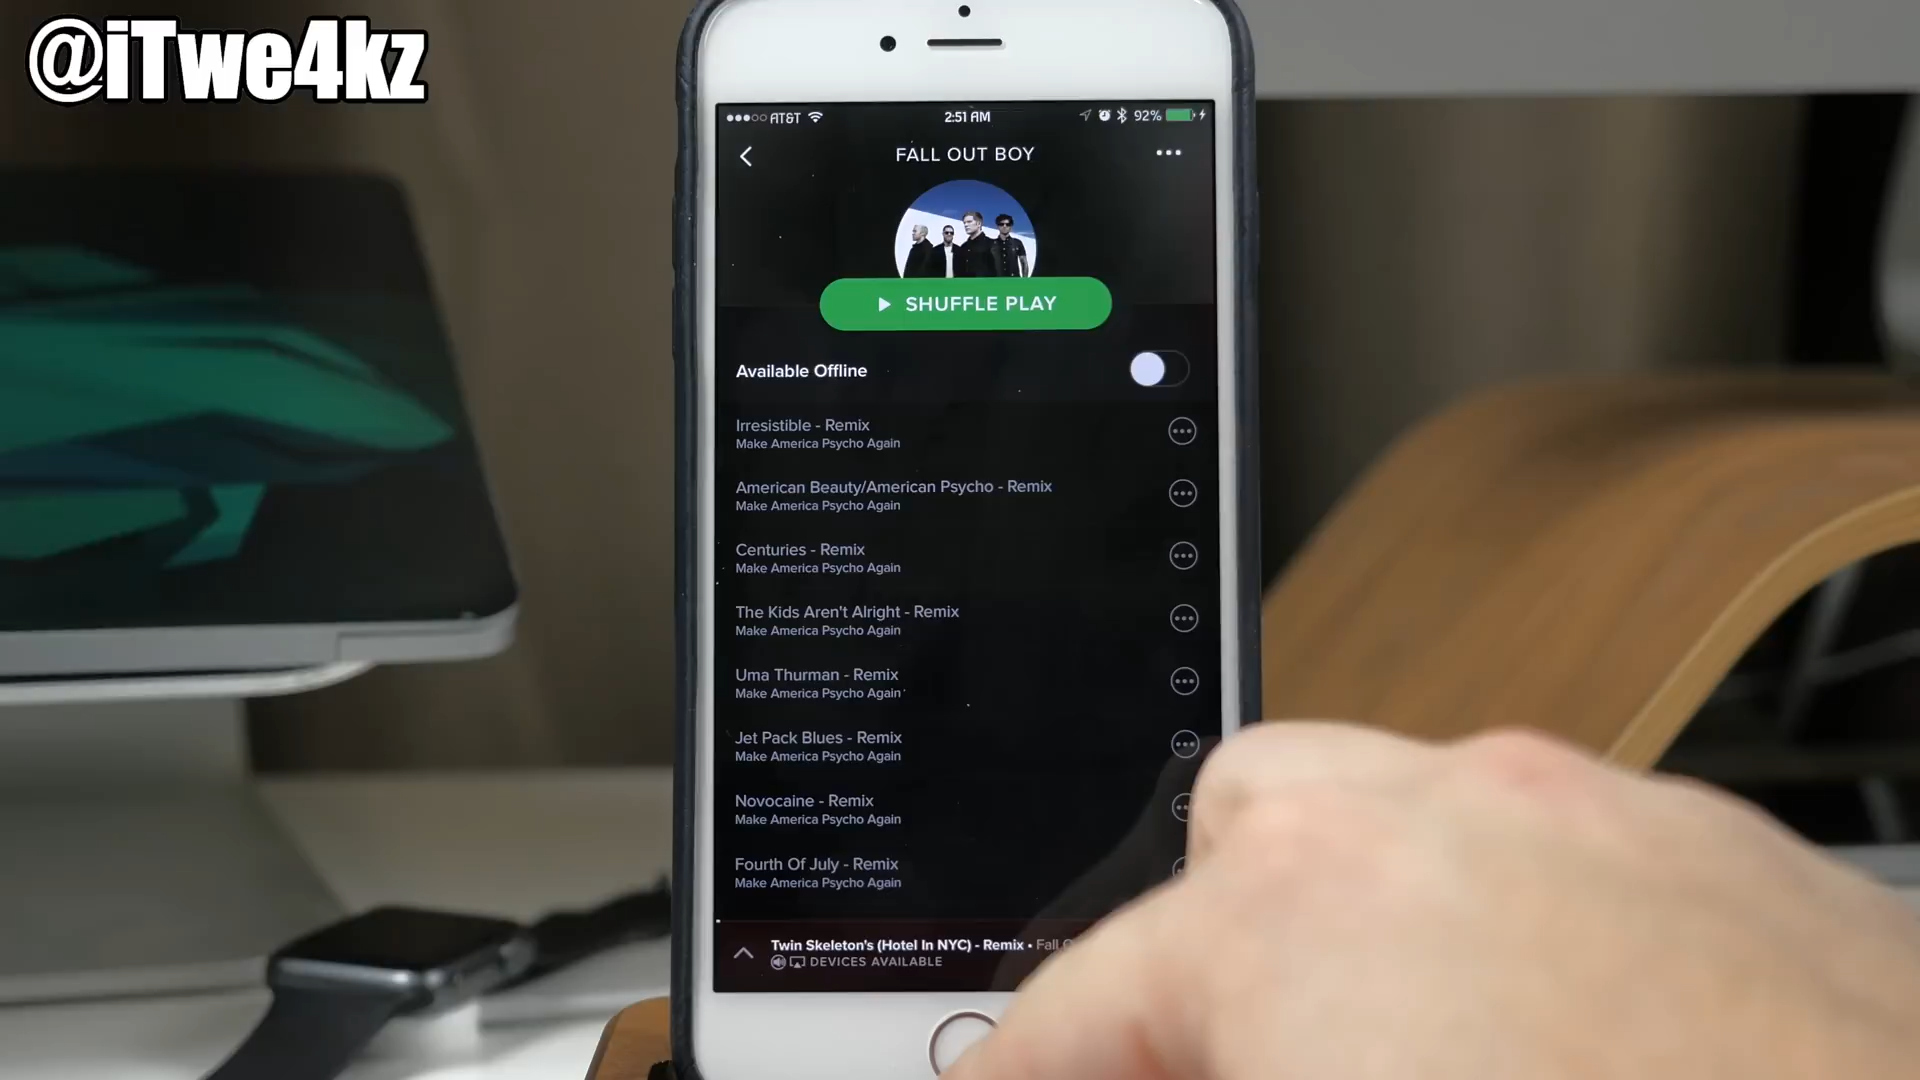 @iTwe4kz
AT&T 2:51 AM 92%
FALL OUT BOY
SHUFFLE PLAY
Available Offline
Irresistible - Remix
Make America Psycho Again
American Beauty/American Psycho - Remix
Make America Psycho Again
Centuries - Remix
Make America Psycho Again
The Kids Aren't Alright - Remix
Make America Psycho Again
Uma Thurman - Remix
Make America Psycho Again
Jet Pack Blues - Remix
Make America Psycho Again
Novocaine - Remix
Make America Psycho Again
Fourth Of July - Remix
Make America Psycho Again
Twin Skeleton's (Hotel In NYC) - Remix • Fall
DEVICES AVAILABLE